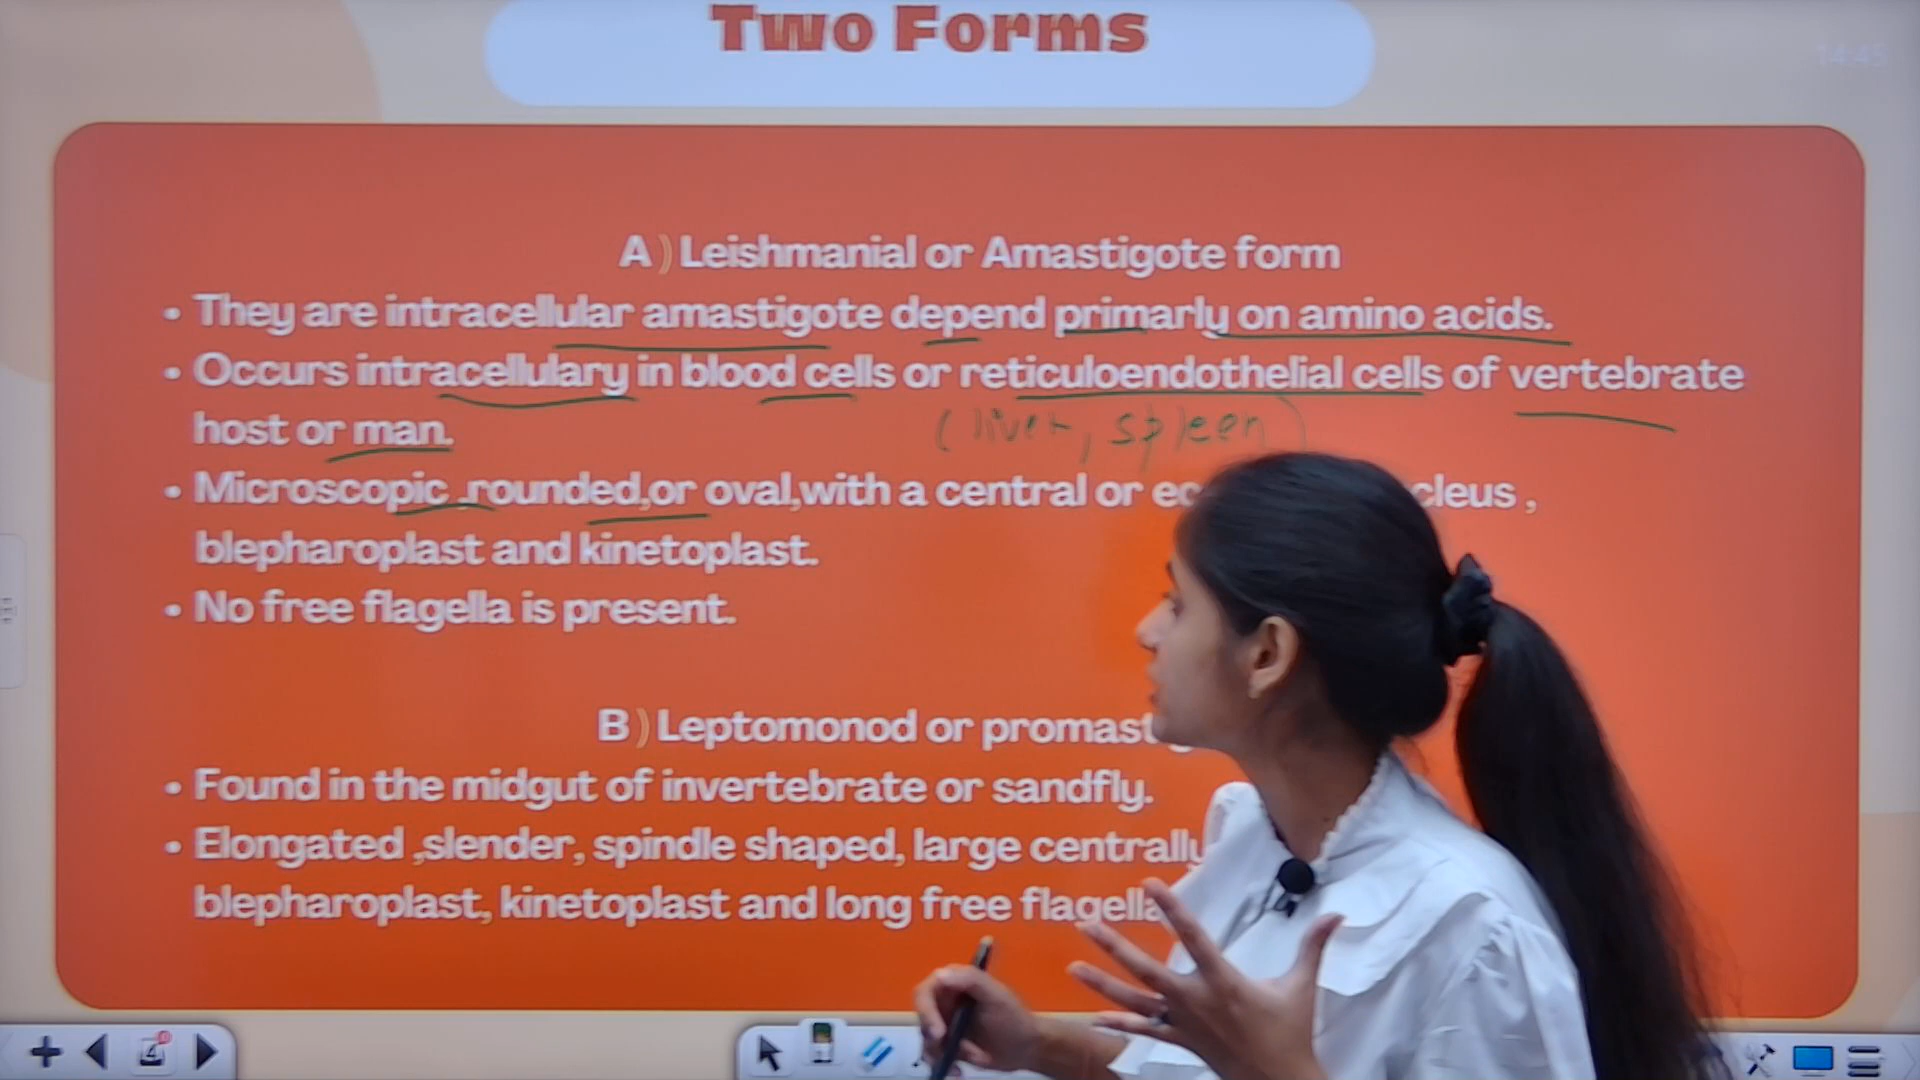 Two Forms
14:45
A) Leishmanial or Amastigote form
• They are intracellular amastigote depend primarly on amino acids.
• Occurs intracellulary in blood cells or reticuloendothelial cells of vertebrate
host or man.
(liver, spleen)
• Microscopic ,rounded,or oval,with a central or
blepharoplast and kinetoplast.
• No free flagella is present.
B) Leptomonod or
• Found in the midgut of invertebrate or sandfly.
• Elongated ,slender, spindle shaped, large centrally
blepharoplast, kinetoplast and long free flagella